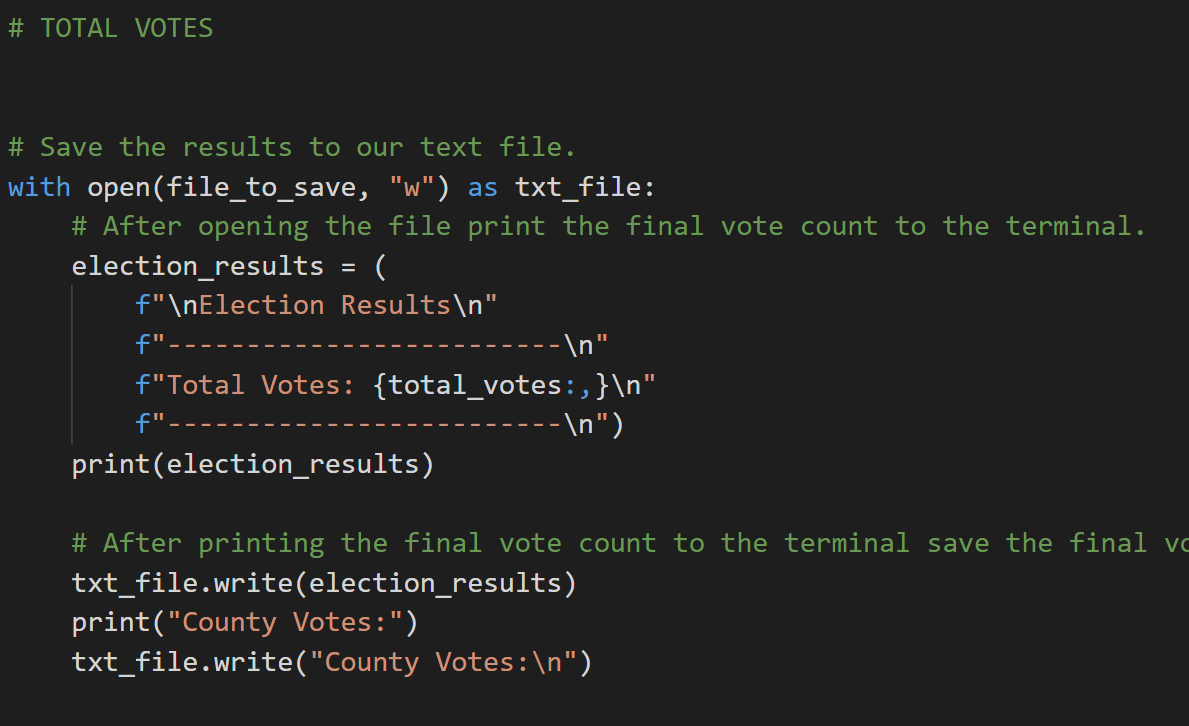 # TOTAL VOTES
# Save the results to our text file.
with open(file_to_save, "w") as txt_file:
    # After opening the file print the final vote count to the terminal.
    election_results = (
        f"\nElection Results\n"
        f"-------------------------\n"
        f"Total Votes: {total_votes:,}\n"
        f"-------------------------\n")
    print(election_results)
    # After printing the final vote count to the terminal save the final
    txt_file.write(election_results)
    print("County Votes:")
    txt_file.write("County Votes:\n")